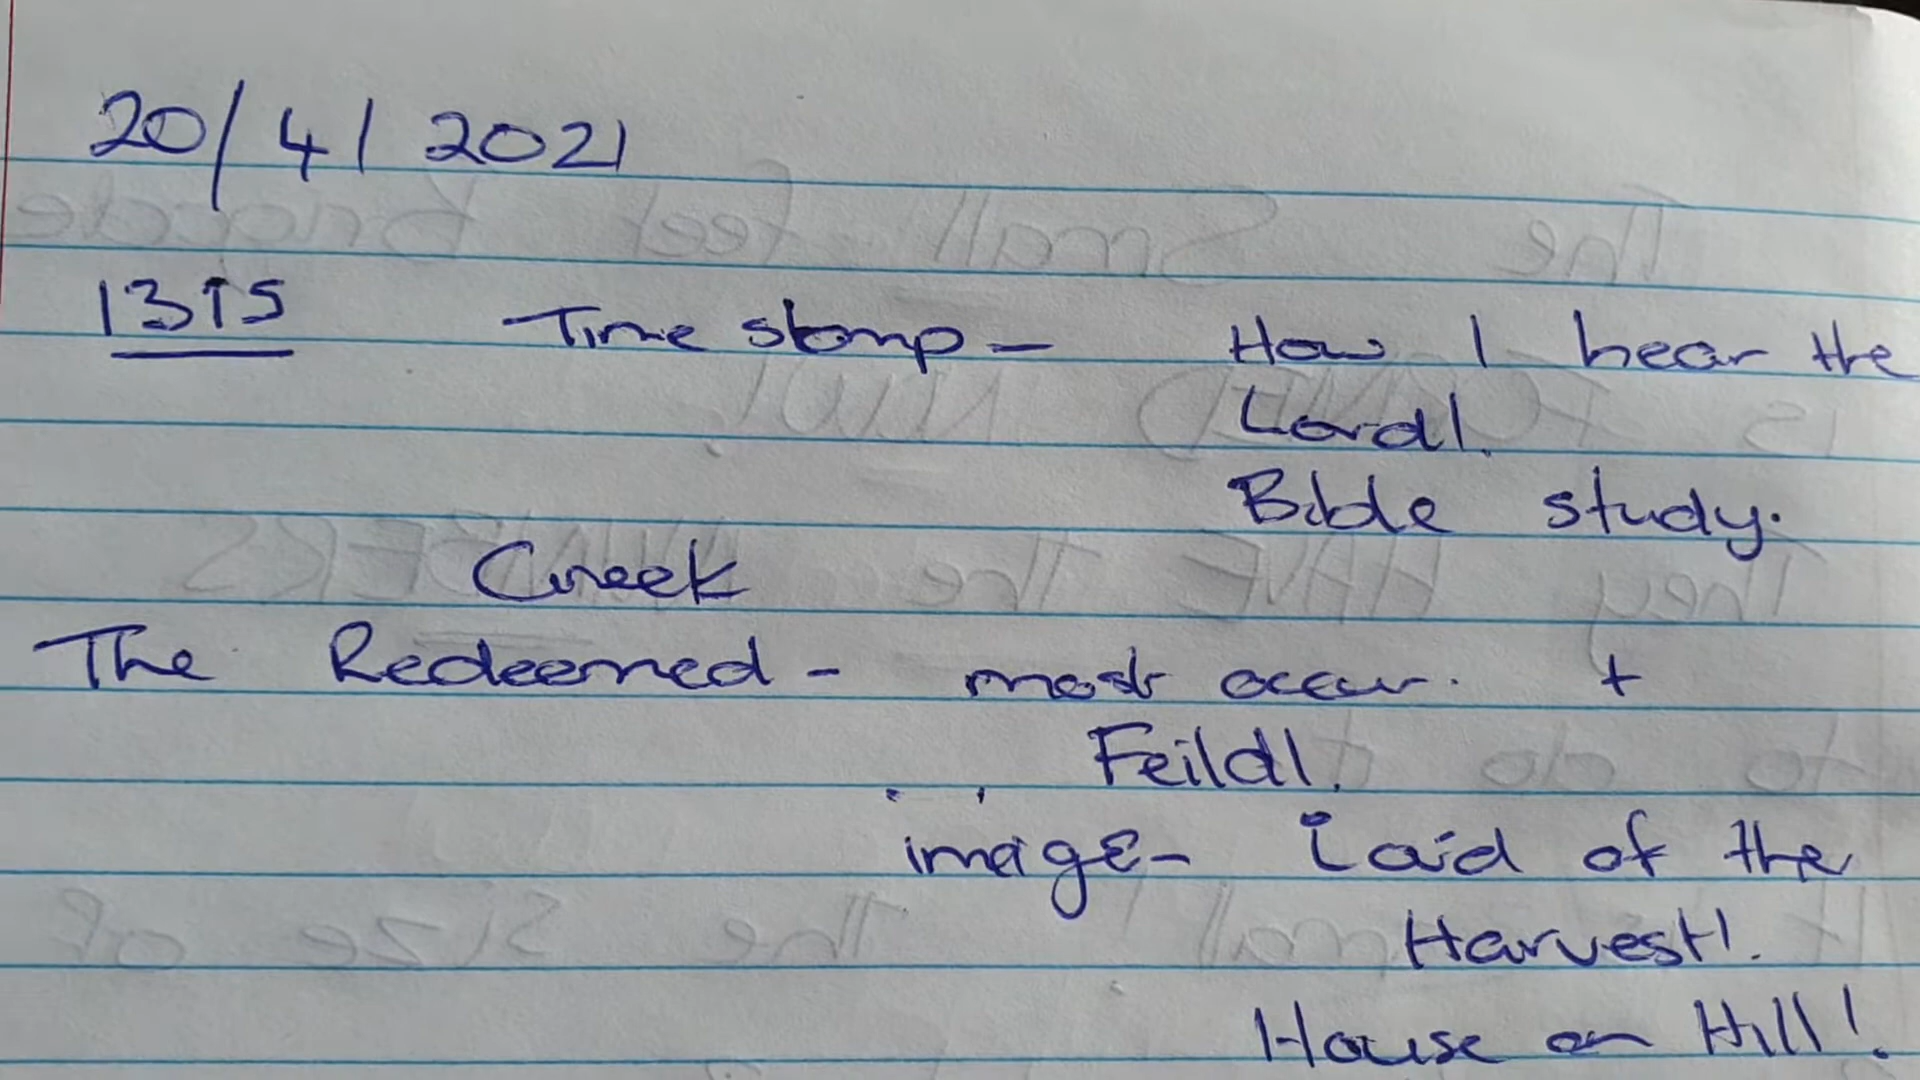 20/4/2021
1315 Time stamp - How I hear the
Lord!.
Bible study.
Creek
The Redeemed - most occur. +
Feild!.
image - Laid of the
Harvest!.
House on Hill!